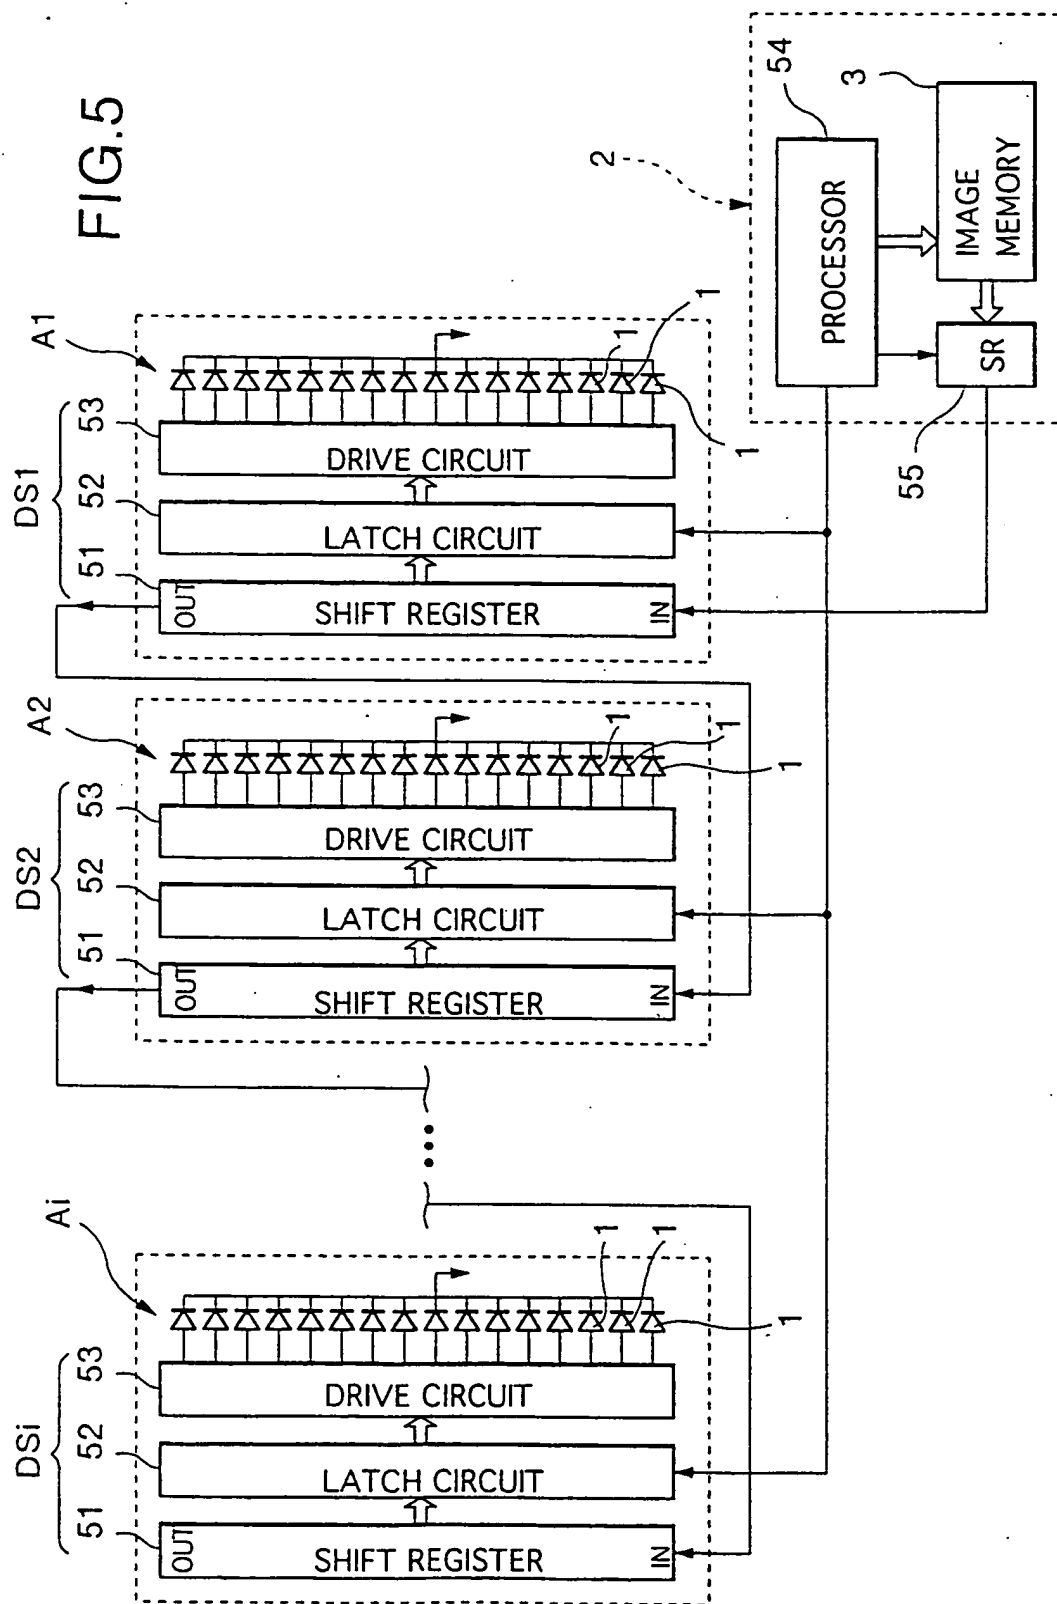 FIG.5
DSi
51
52
53
Ai
OUT
SHIFT REGISTER
IN
LATCH CIRCUIT
DRIVE CIRCUIT
1
1
1
DS2
51
52
53
A2
OUT
SHIFT REGISTER
IN
LATCH CIRCUIT
DRIVE CIRCUIT
1
1
1
DS1
51
52
53
A1
OUT
SHIFT REGISTER
IN
LATCH CIRCUIT
DRIVE CIRCUIT
1
1
1
2
54
PROCESSOR
3
IMAGE
MEMORY
SR
55